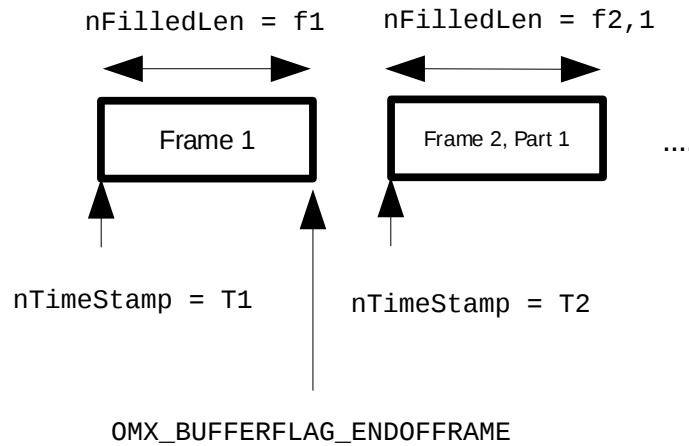 nFilledLen = f1
nFilledLen = f2,1
Frame 1
Frame 2, Part 1
....
nTimeStamp = T1
nTimeStamp = T2
OMX_BUFFERFLAG_ENDOFFRAME